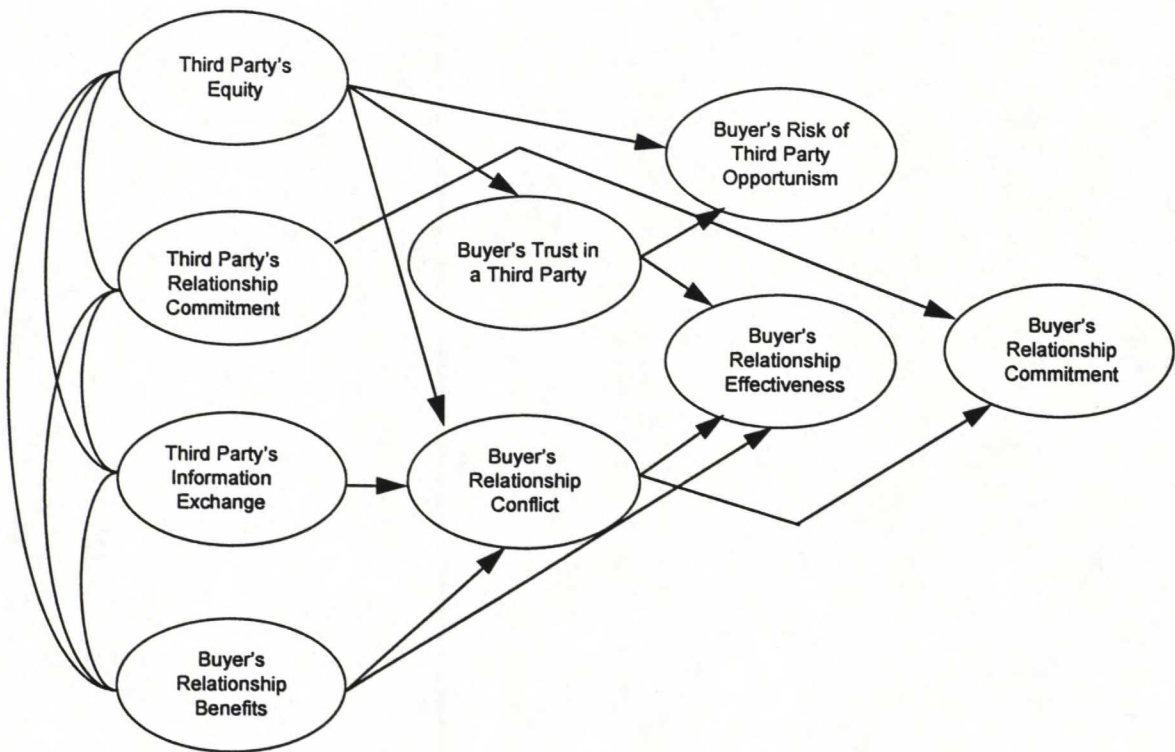 Third Party's
Equity
Buyer's Risk of
Third Party
Opportunism
Third Party's
Relationship
Commitment
Buyer's Trust in
a Third Party
Buyer's
Relationship
Effectiveness
Buyer's
Relationship
Commitment
Third Party's
Information
Exchange
Buyer's
Relationship
Conflict
Buyer's
Relationship
Benefits